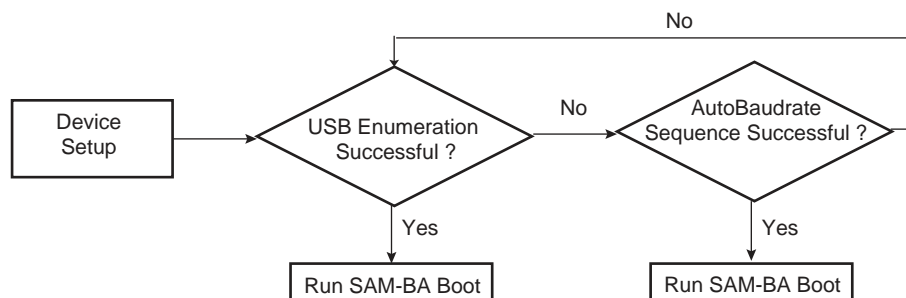 No
Device
Setup
USB Enumeration
Successful ?
No
AutoBaudrate
Sequence Successful ?
Yes
Yes
Run SAM-BA Boot
Run SAM-BA Boot